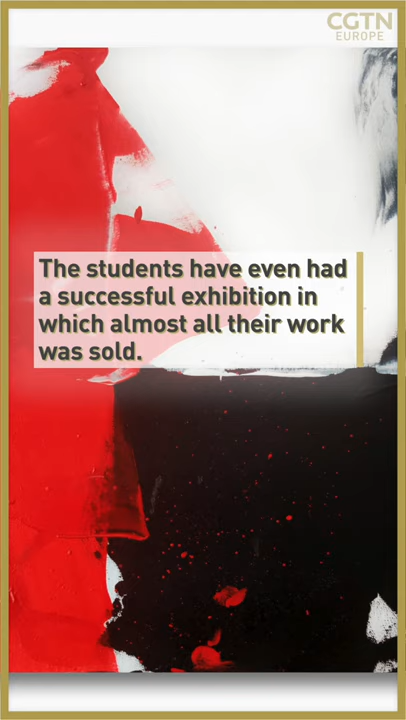 CGTN
EUROPE
The students have even had
a successful exhibition in
which almost all their work
was sold.